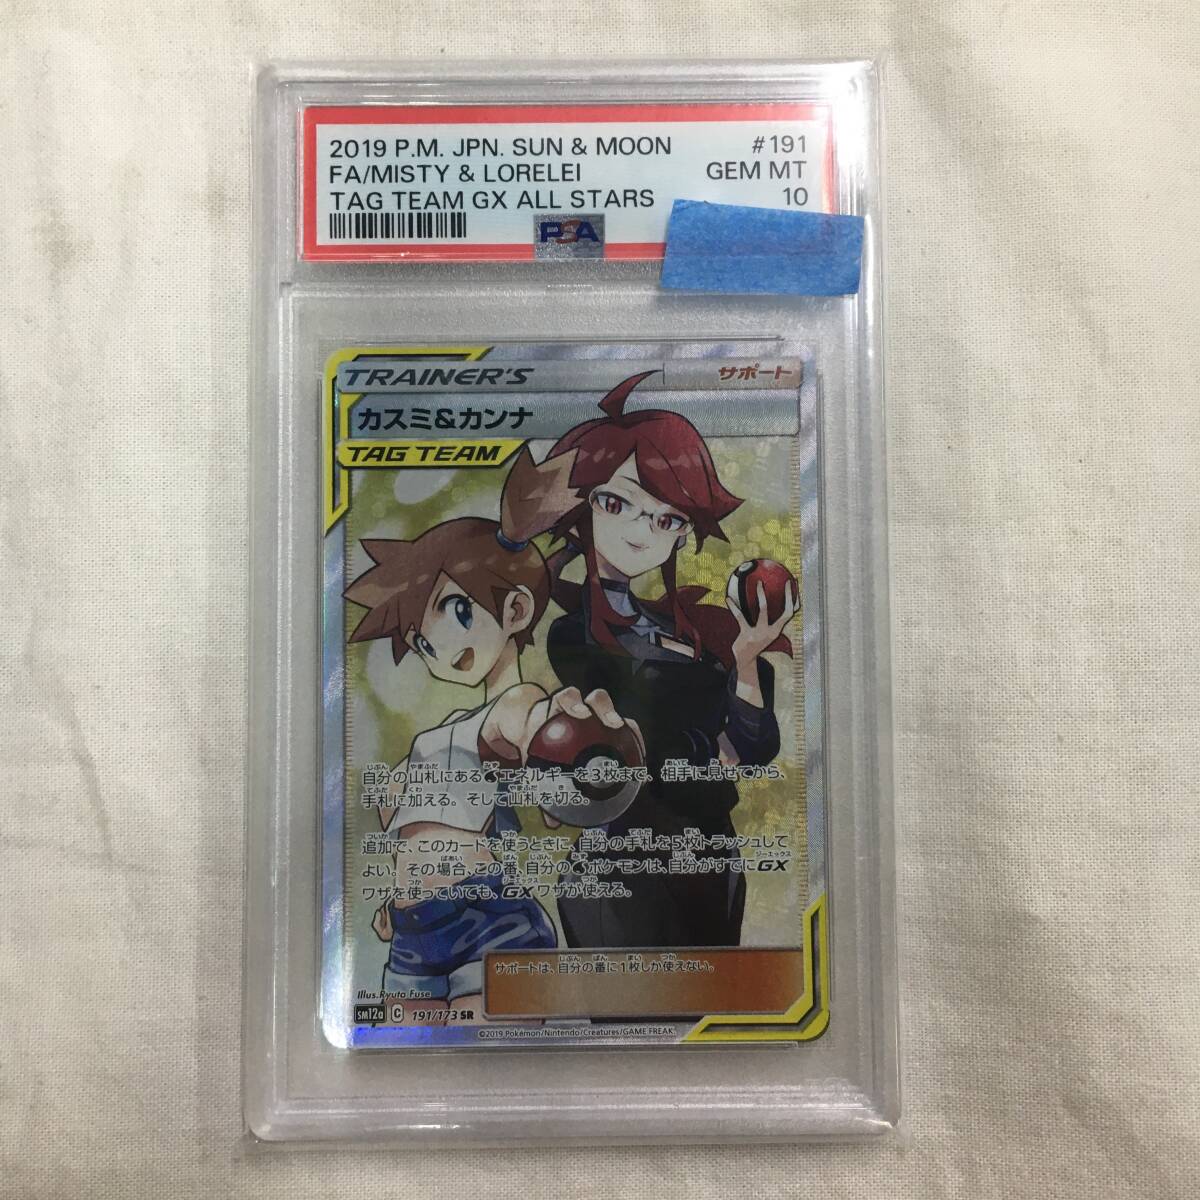 2019 P.M. JPN. SUN & MOON #191
FA/MISTY & LORELEI GEM MT
TAG TEAM GX ALL STARS 10
PSA
TRAINER'S サポート
カスミ&カンナ
TAG TEAM
自分の山札にあるエネルギーを3枚まで、相手に見せてから、
手札に加える。そして山札を切る。
追加で、このカードを使うときに、自分の手札を5枚トラッシュして
よい。その場合、この番、自分のポケモンは、自分がすでにGX
ワザを使っていても、GXワザが使える。
サポートは、自分の番に1枚しか使えない。
Illus. Ryuta Fuse
sm12a C 191/173 SR
©2019 Pokémon/Nintendo/Creatures/GAME FREAK.